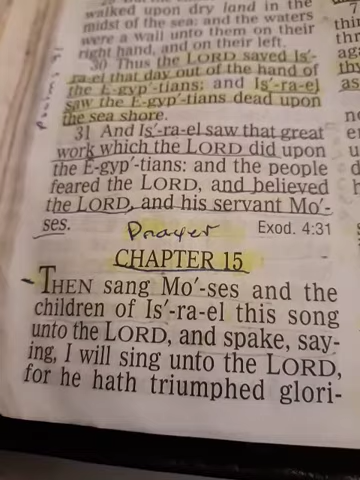 walked upon dry land in the
midst of the sea: and the waters
were a wall unto them on their
right hand, and on their left.
30 Thus the LORD saved Is′-
ra-el that day out of the hand of
the E-gyp′-tians; and Is′-ra-el
saw the E-gyp′-tians dead upon
the sea shore.
31 And Is′-ra-el saw that great
work which the LORD did upon
the E-gyp′-tians: and the people
feared the LORD, and believed
the LORD, and his servant Mo′-
ses.
Prayer
Exod. 4:31
CHAPTER 15
THEN sang Mo′-ses and the
children of Is′-ra-el this song
unto the LORD, and spake, say-
ing, I will sing unto the LORD,
for he hath triumphed glori-